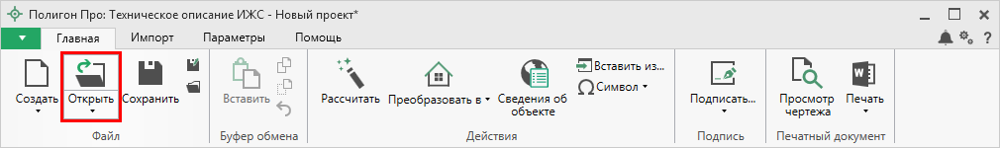 Полигон Про: Техническое описание ИЖС - Новый проект*
Главная Импорт Параметры Помощь
?
Создать Открыть Сохранить
Файл
Вставить
Буфер обмена
Рассчитать Преобразовать в Сведения об
объекте
Вставить из...
Ω Символ
Действия
Подписать...
Подпись
Просмотр
чертежа
W
Печать
Печатный документ